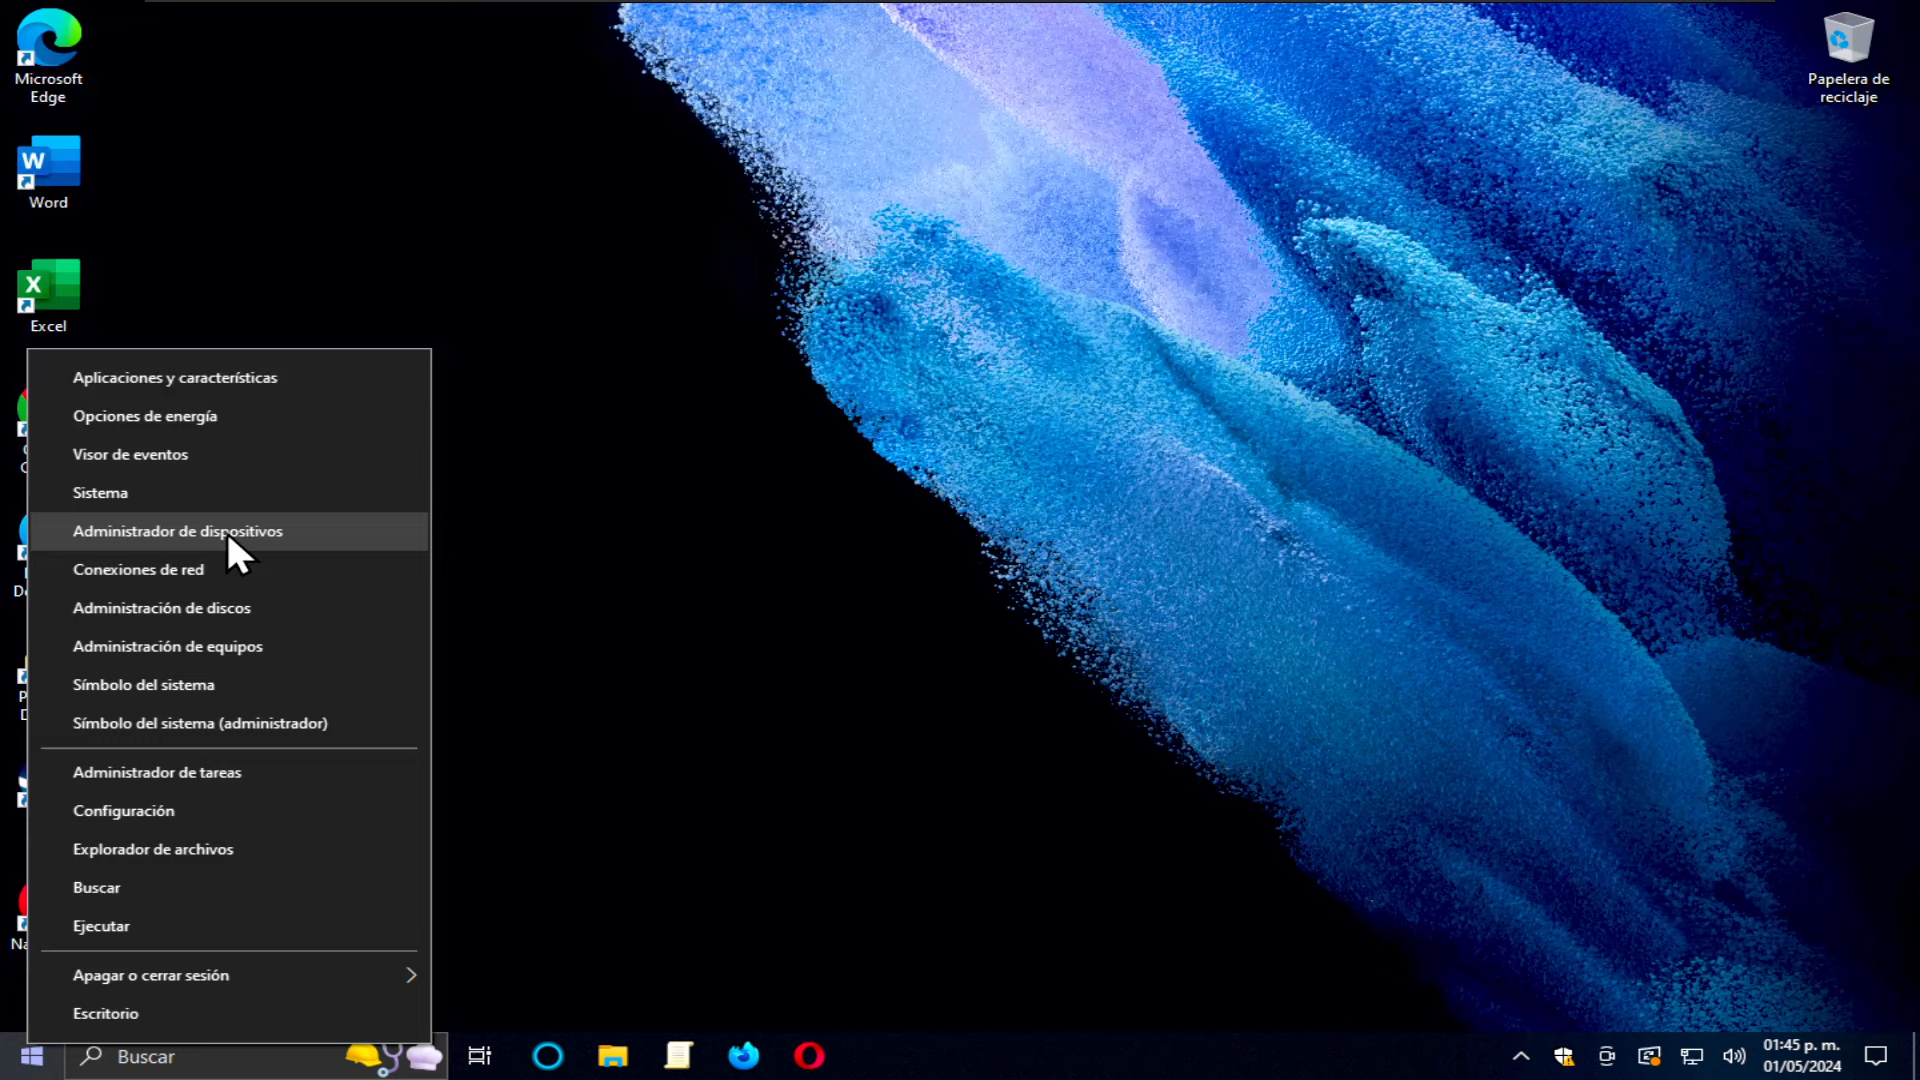 Microsoft
Edge
Word
Excel
Papelera de
reciclaje
Aplicaciones y características
Opciones de energía
Visor de eventos
Sistema
Administrador de dispositivos
Conexiones de red
Administración de discos
Administración de equipos
Símbolo del sistema
Símbolo del sistema (administrador)
Administrador de tareas
Configuración
Explorador de archivos
Buscar
Ejecutar
Apagar o cerrar sesión
Escritorio
Buscar
01:45 p. m.
01/05/2024